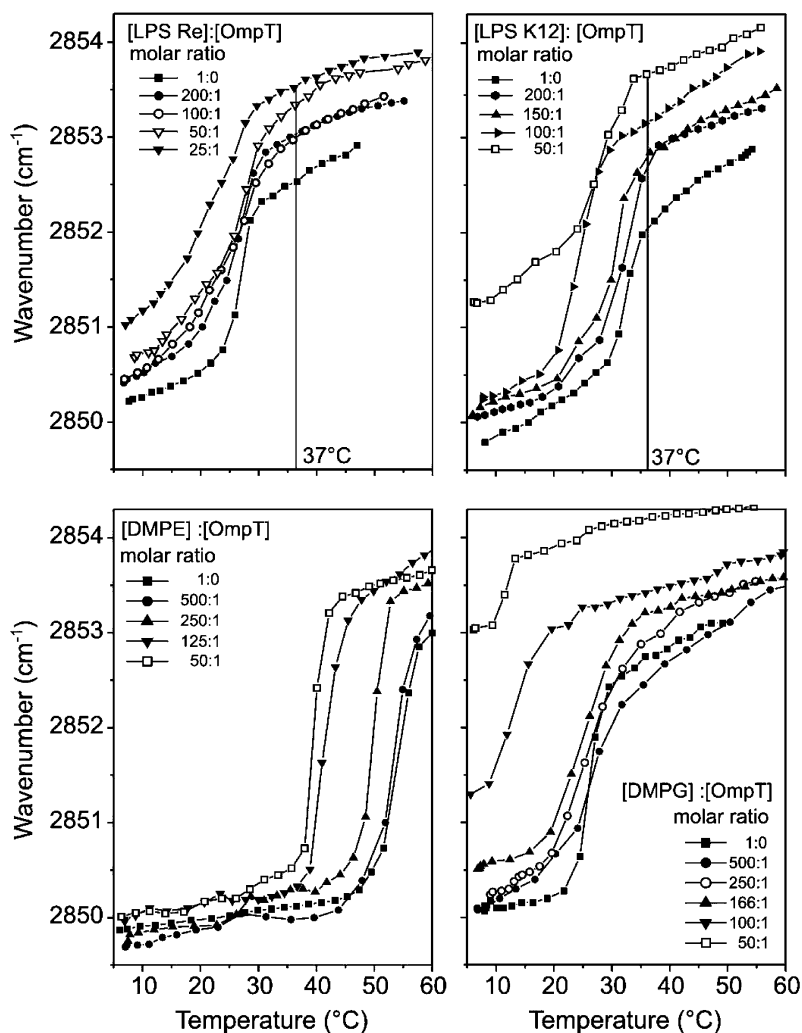 [LPS Re]:[OmpT]
molar ratio
1:0
200:1
100:1
50:1
25:1
37°C
[LPS K12]: [OmpT]
molar ratio
1:0
200:1
150:1
100:1
50:1
37°C
2854
2853
2852
2851
2850
Wavenumber (cm⁻¹)
[DMPE] :[OmpT]
molar ratio
1:0
500:1
250:1
125:1
50:1
[DMPG] :[OmpT]
molar ratio
1:0
500:1
250:1
166:1
100:1
50:1
2854
2853
2852
2851
2850
Wavenumber (cm⁻¹)
10 20 30 40 50 60
10 20 30 40 50 60
Temperature (°C)
Temperature (°C)